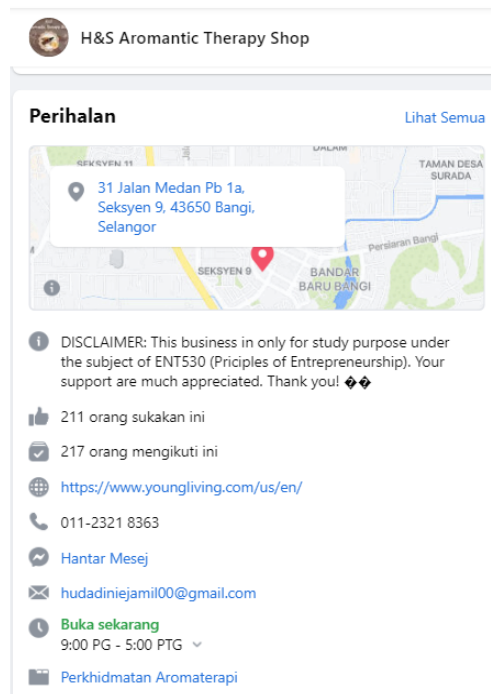 H&S Aromantic Therapy Shop
Perihalan
Lihat Semua
SEKSYEN 11
DALAM
TAMAN DESA
SURADA
31 Jalan Medan Pb 1a,
Seksyen 9, 43650 Bangi,
Selangor
Persiaran Bangi
SEKSYEN 9
BANDAR
BARU BANGI
DISCLAIMER: This business in only for study purpose under
the subject of ENT530 (Priciples of Entrepreneurship). Your
support are much appreciated. Thank you! ��
211 orang sukakan ini
217 orang mengikuti ini
https://www.youngliving.com/us/en/
011-2321 8363
Hantar Mesej
hudadiniejamil00@gmail.com
Buka sekarang
9:00 PG - 5:00 PTG
Perkhidmatan Aromaterapi